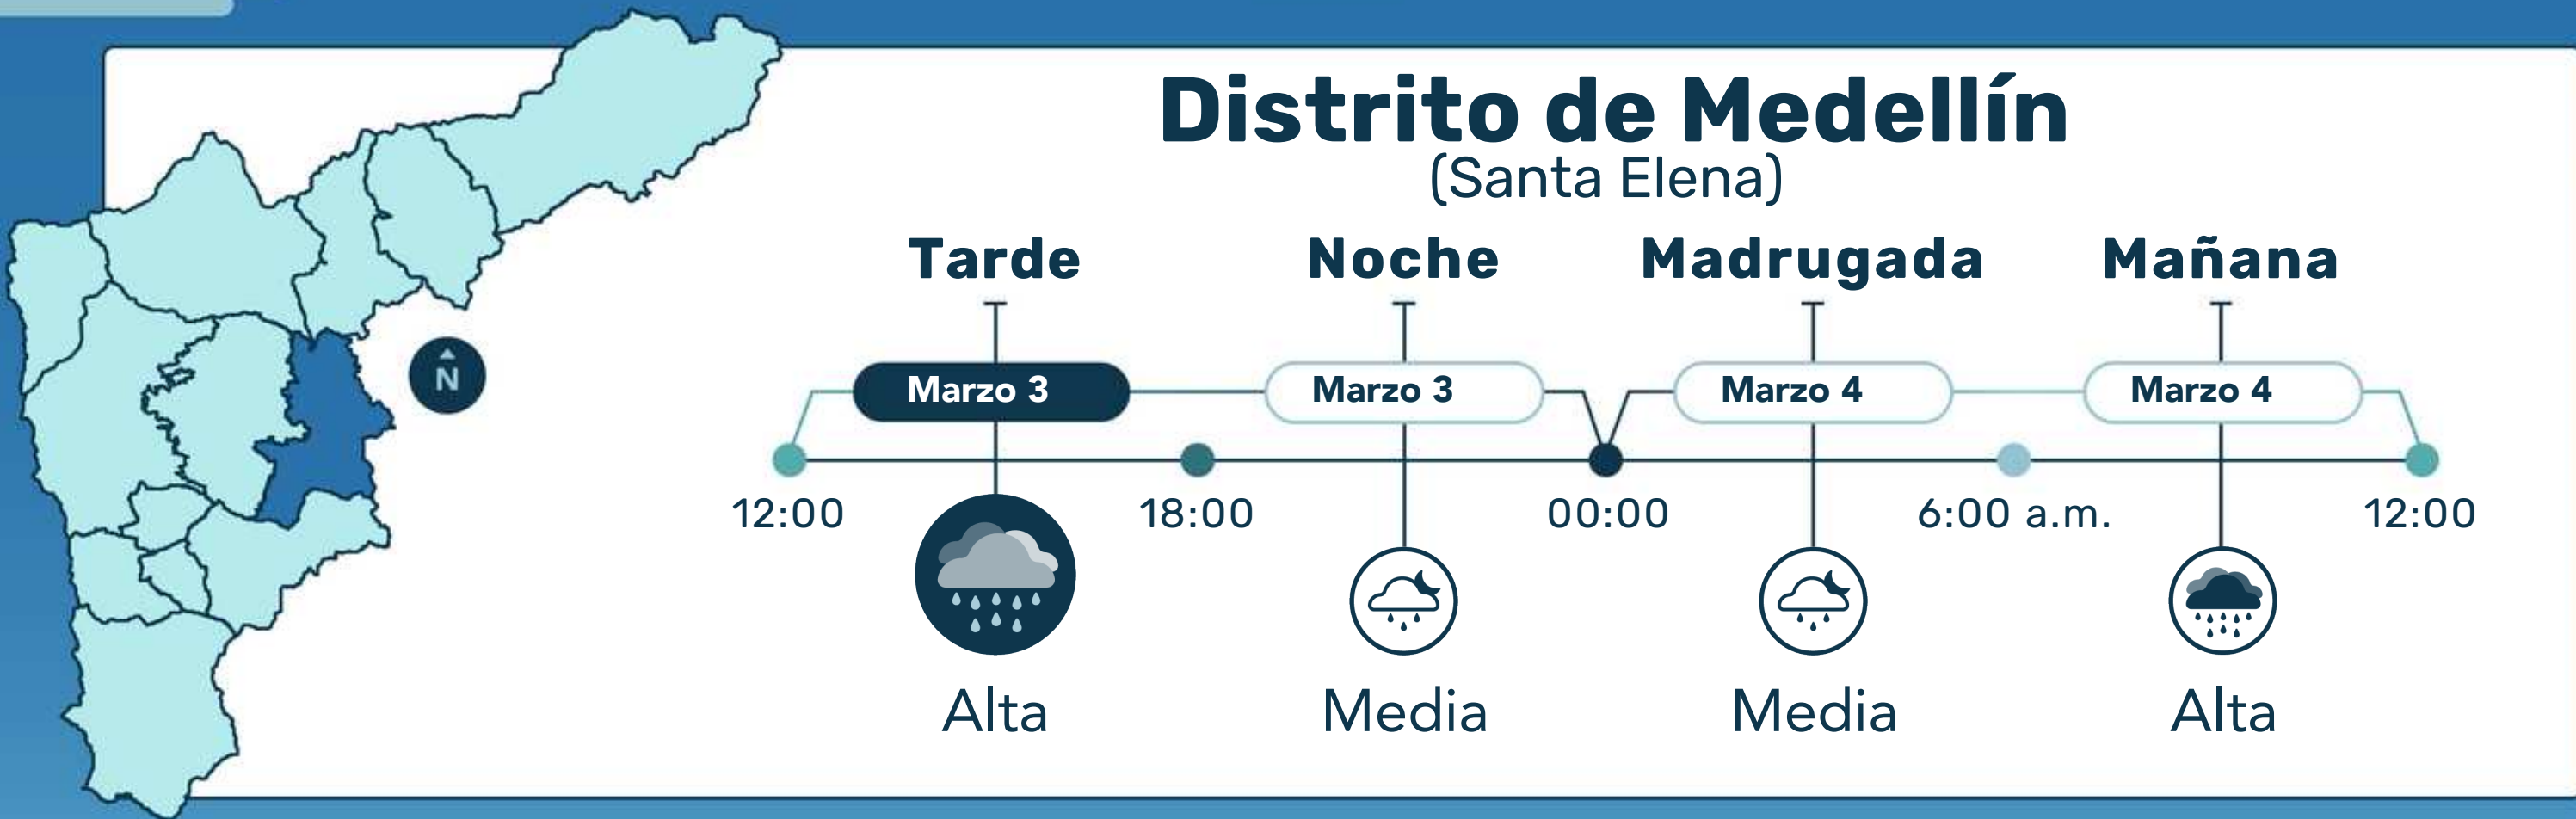 Distrito de Medellín
(Santa Elena)
Tarde Noche Madrugada Mañana
N
Marzo 3 Marzo 3 Marzo 4 Marzo 4
12:00 18:00 00:00 6:00 a.m. 12:00
Alta Media Media Alta